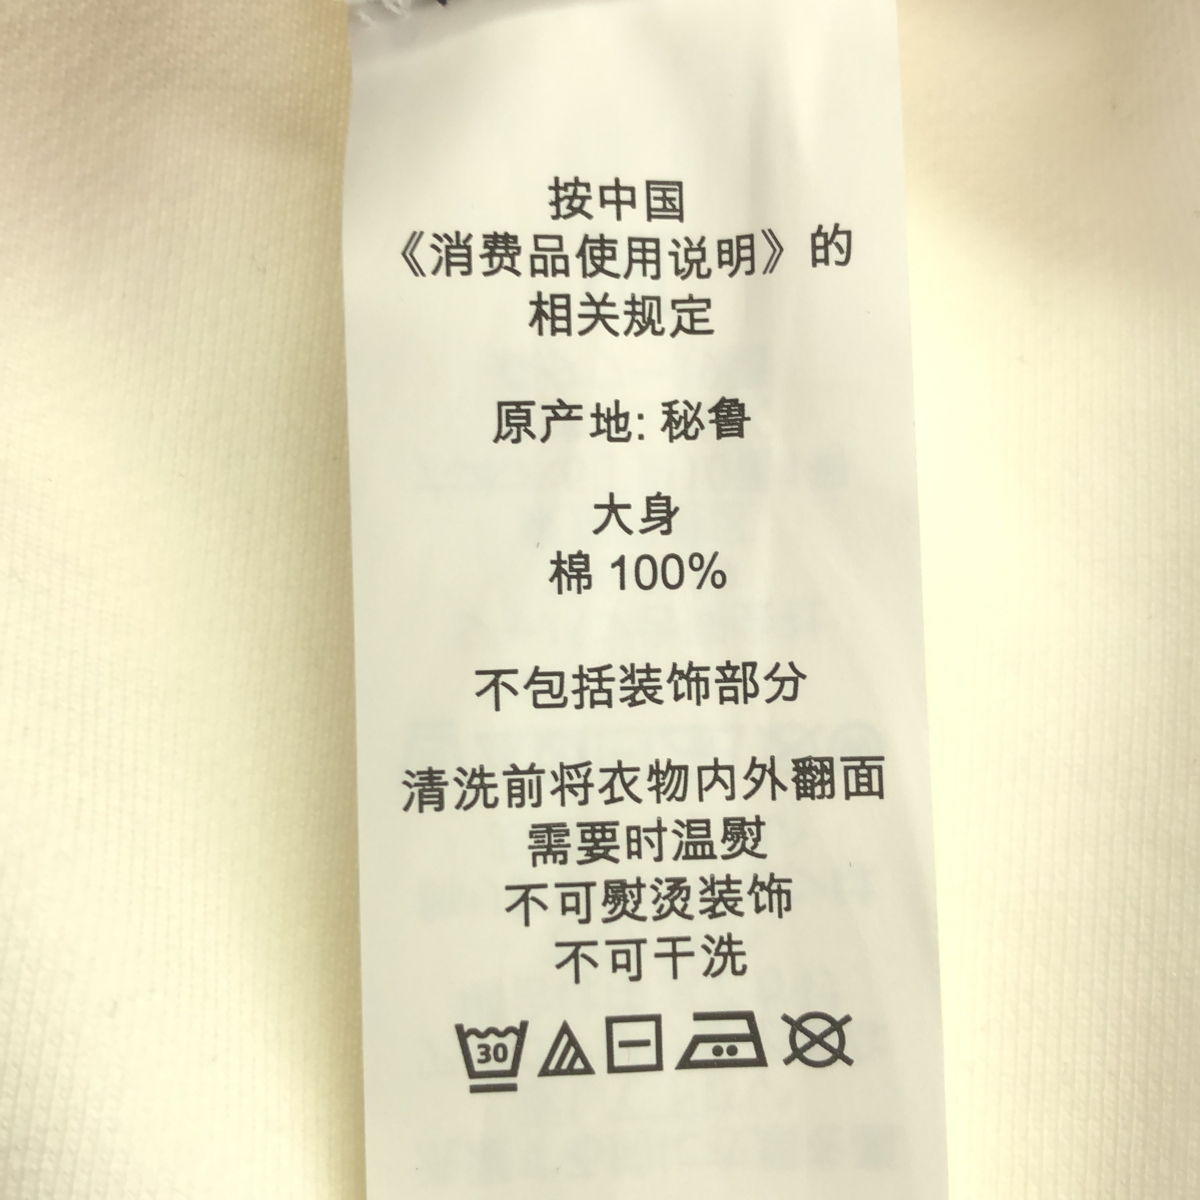 按中国
《消费品使用说明》的
相关规定
原产地: 秘鲁
大身
棉 100%
不包括装饰部分
清洗前将衣物内外翻面
需要时温熨
不可熨烫装饰
不可干洗
30